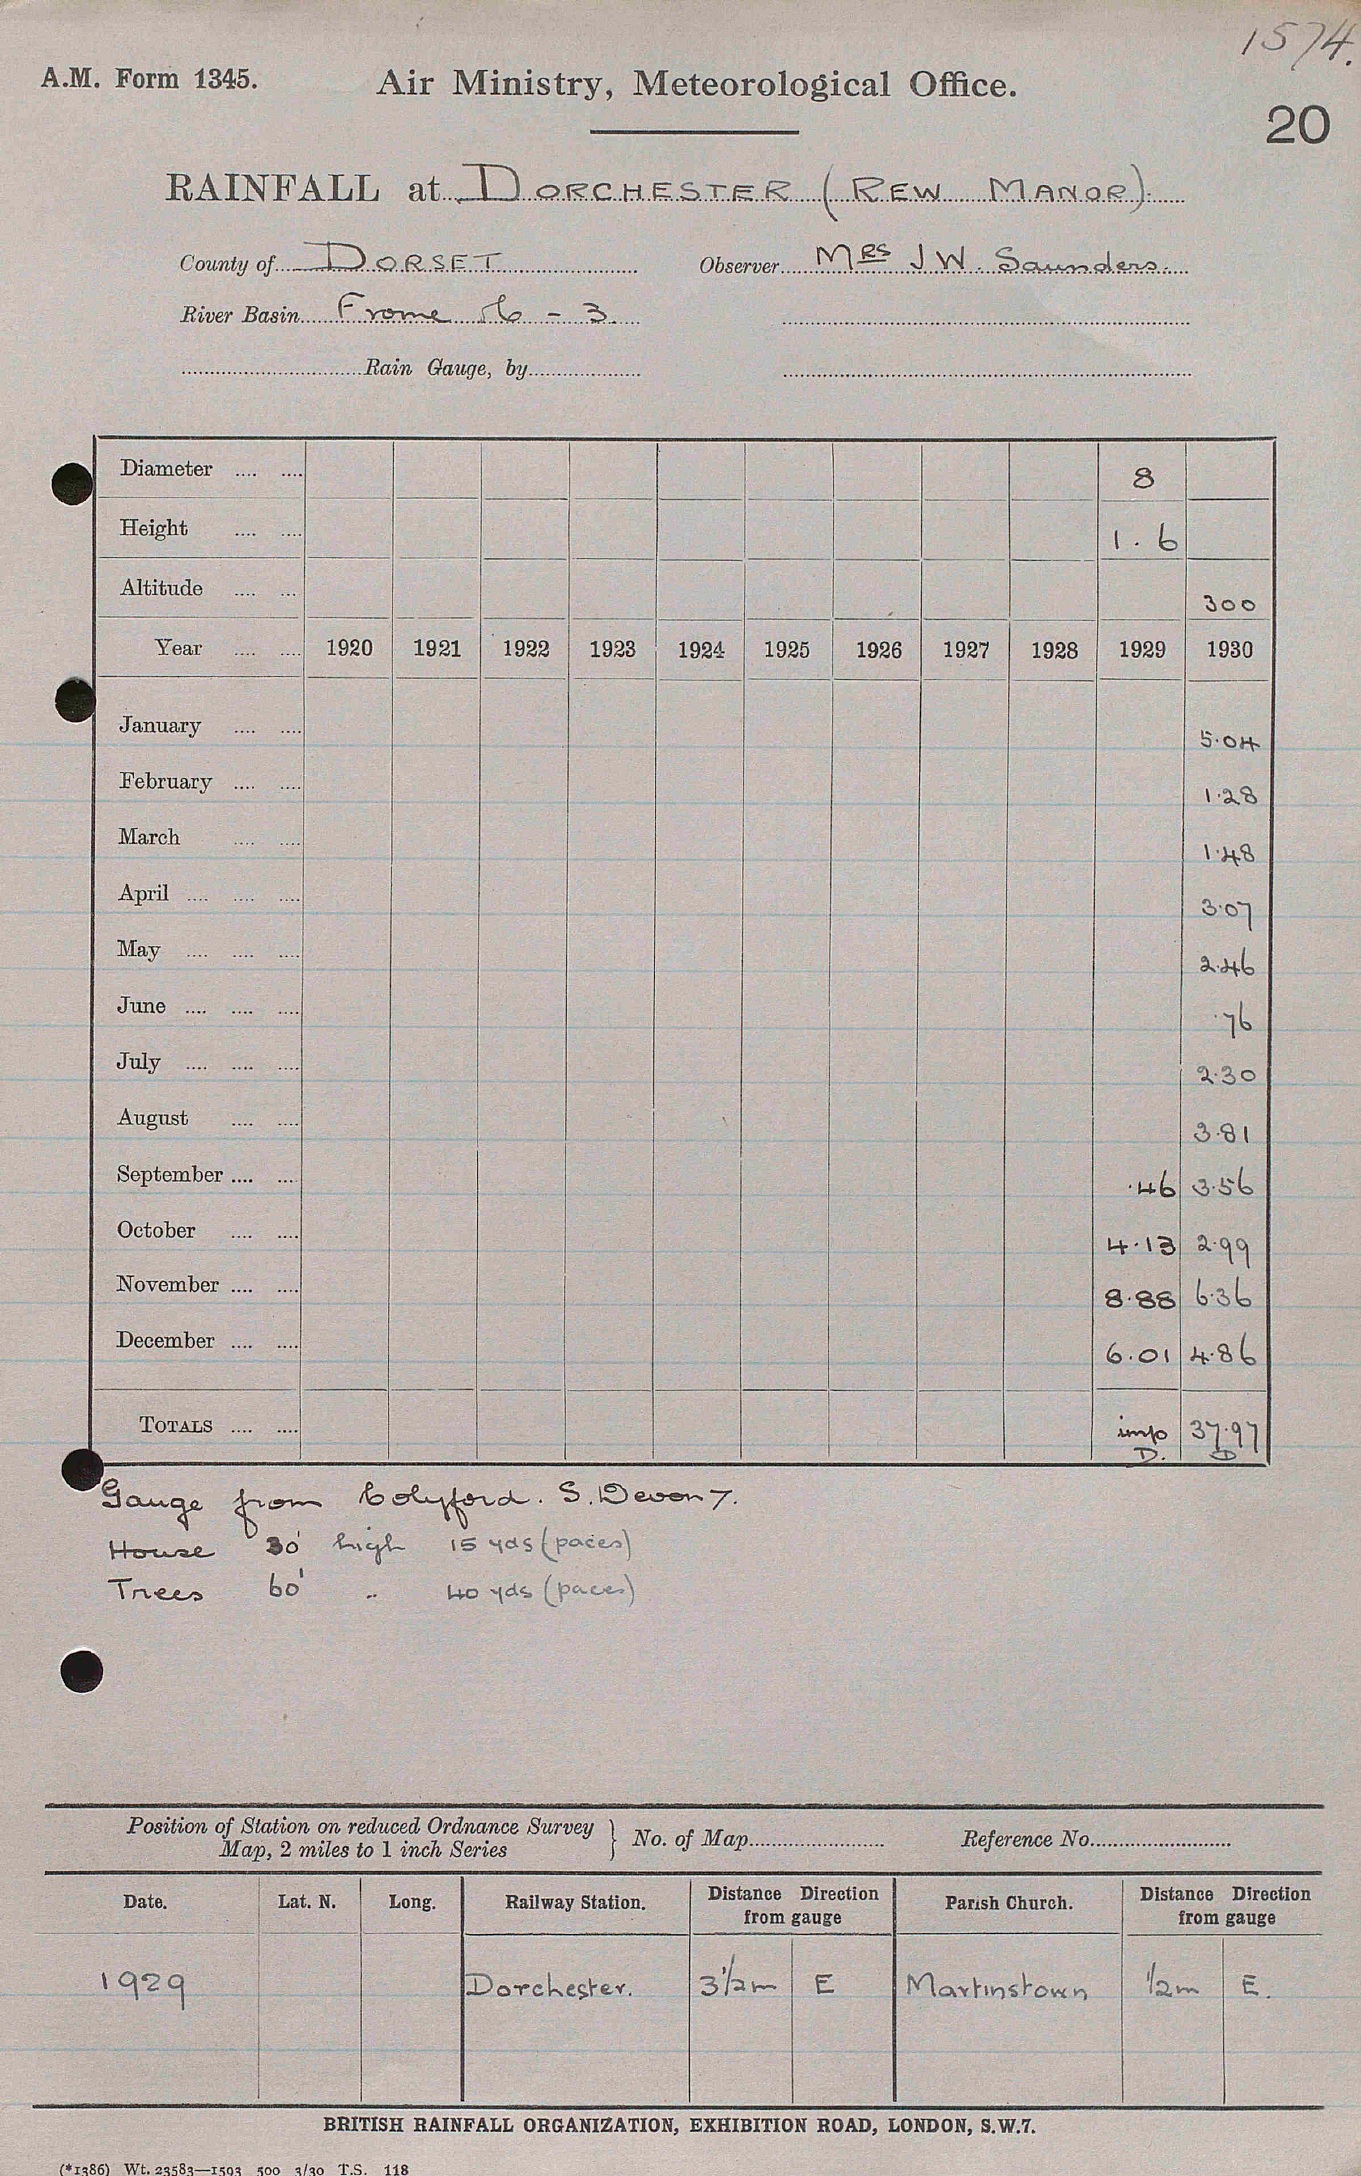 1574.
A.M. Form 1345. Air Ministry, Meteorological Office.
20
RAINFALL at DORCHESTER (REW MANOR).
County of DORSET Observer MRS J W. Saunders.
River Basin Frome - 3.
Rain Gauge, by
Diameter .... .... 8
Height .... .... 1.6
Altitude .... ... 300
Year .... .... 1920 1921 1922 1923 1924 1925 1926 1927 1928 1929 1930
January .... .... 5.04
February .... .... 1.28
March .... .... 1.48
April .... .... .... 3.07
May .... .... .... 2.46
June .... .... .... .76
July .... .... .... 2.30
August .... .... 3.81
September .... .... .46 3.56
October .... .... 4.13 2.99
November .... .... 8.88 6.36
December .... .... 6.01 4.86
TOTALS .... .... imp 37.97
D. D
Gauge from Colyford. S. Devon 7.
House 30' high 15 yds (paces)
Trees 60' " 40 yds (paces)
Position of Station on reduced Ordnance Survey
Map, 2 miles to 1 inch Series } No. of Map Reference No.
Date. Lat. N. Long. Railway Station. Distance Direction from gauge Parish Church. Distance Direction from gauge
1929 Dorchester. 3½m E Martinstown ½m E.
BRITISH RAINFALL ORGANIZATION, EXHIBITION ROAD, LONDON, S.W.7.
(*1386) Wt. 23583—1593 500 3/30 T.S. 118